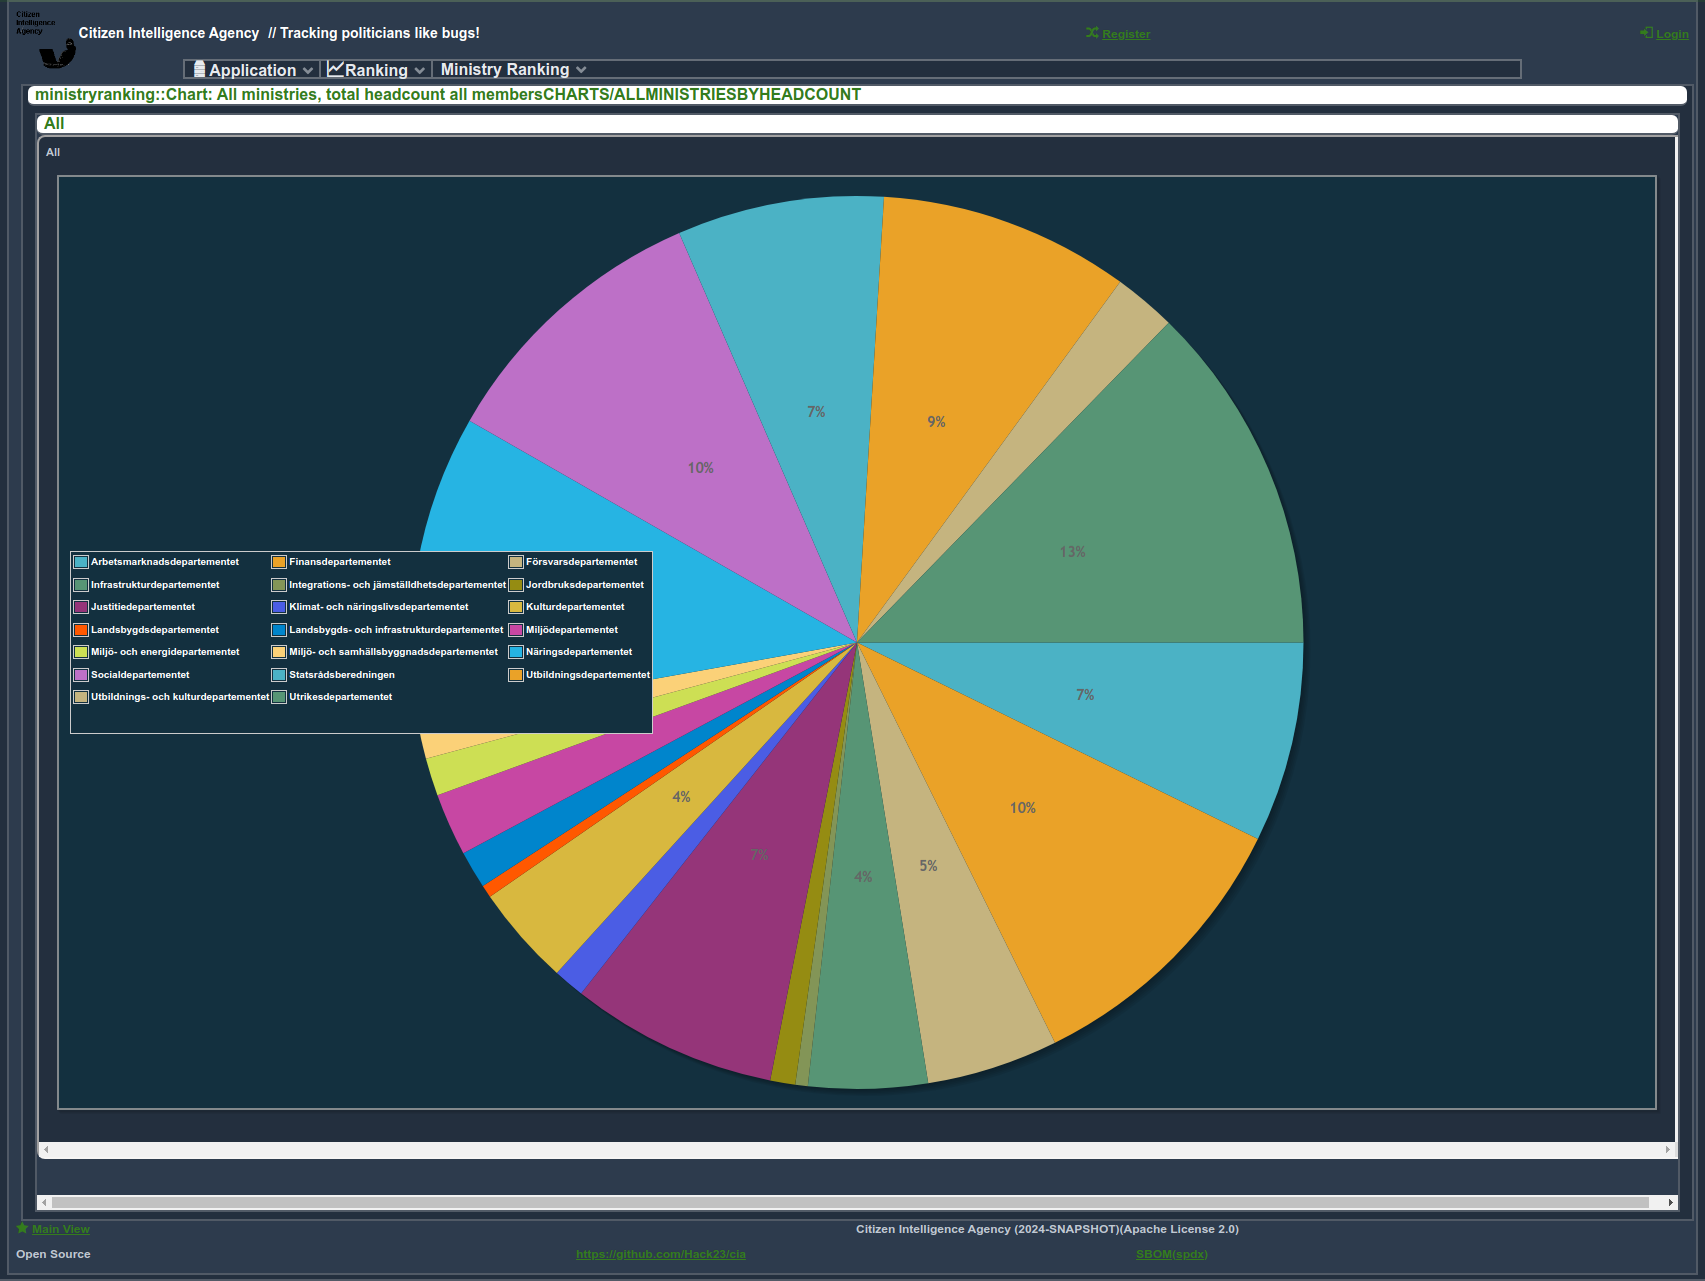 Citizen
Intelligence
Agency
Citizen Intelligence Agency // Tracking politicians like bugs!
Register
Login
Application
Ranking
Ministry Ranking
ministryranking::Chart: All ministries, total headcount all membersCHARTS/ALLMINISTRIESBYHEADCOUNT
All
All
7%
9%
10%
13%
Arbetsmarknadsdepartementet Finansdepartementet Försvarsdepartementet
Infrastrukturdepartementet Integrations- och jämställdhetsdepartementet Jordbruksdepartementet
Justitiedepartementet Klimat- och näringslivsdepartementet Kulturdepartementet
Landsbygdsdepartementet Landsbygds- och infrastrukturdepartementet Miljödepartementet
Miljö- och energidepartementet Miljö- och samhällsbyggnadsdepartementet Näringsdepartementet
Socialdepartementet Statsrådsberedningen Utbildningsdepartementet
Utbildnings- och kulturdepartementet Utrikesdepartementet
7%
4%
10%
7%
5%
4%
Main View
Citizen Intelligence Agency (2024-SNAPSHOT)(Apache License 2.0)
Open Source
https://github.com/Hack23/cia
SBOM(spdx)